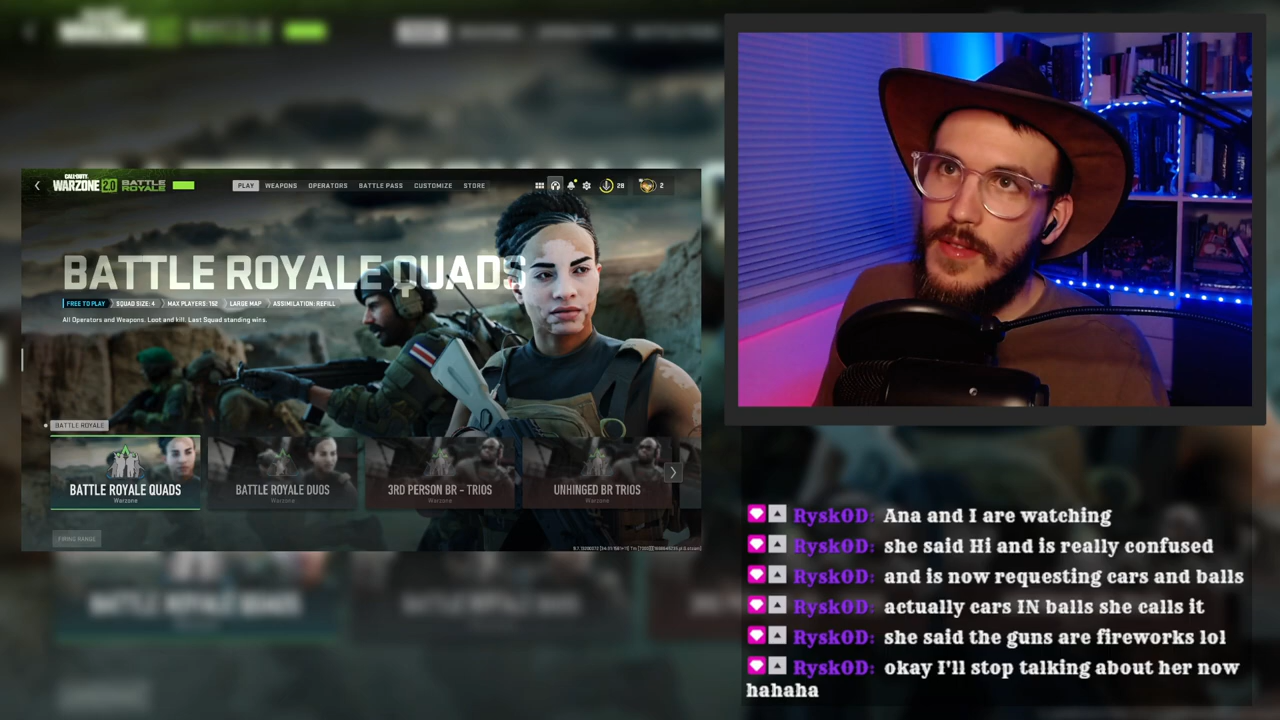 CALL OF DUTY
WARZONE 2.0 BATTLE ROYALE
PLAY WEAPONS OPERATORS BATTLE PASS CUSTOMIZE STORE
28 2
BATTLE ROYALE QUADS
FREE TO PLAY SQUAD SIZE: 4 MAX PLAYERS: 152 LARGE MAP ASSIMILATION: REFILL
All Operators and Weapons. Loot and kill. Last Squad standing wins.
BATTLE ROYALE
BATTLE ROYALE QUADS
Warzone
BATTLE ROYALE DUOS
Warzone
3RD PERSON BR - TRIOS
Warzone
UNHINGED BR TRIOS
Warzone
FIRING RANGE
RyskOD: Ana and I are watching
RyskOD: she said Hi and is really confused
RyskOD: and is now requesting cars and balls
RyskOD: actually cars IN balls she calls it
RyskOD: she said the guns are fireworks lol
RyskOD: okay I'll stop talking about her now
hahaha